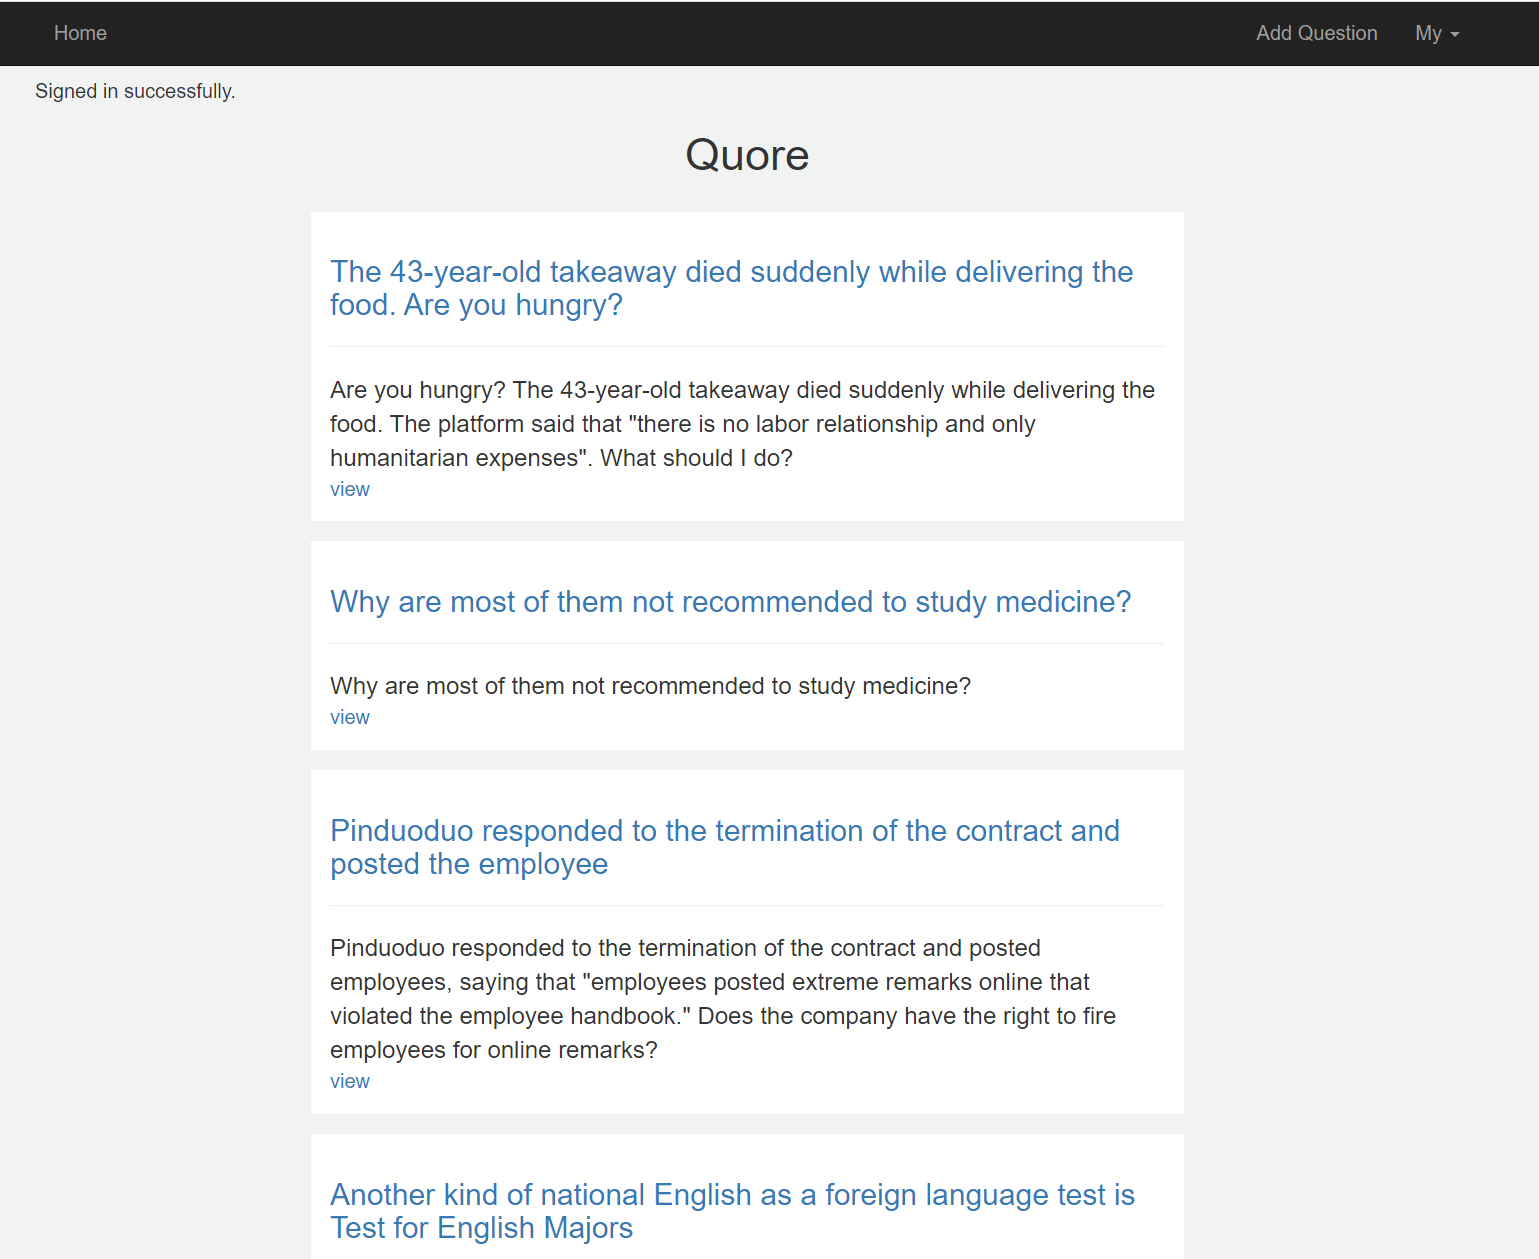 Home
Add Question
My
Signed in successfully.
Quore
The 43-year-old takeaway died suddenly while delivering the
food. Are you hungry?
Are you hungry? The 43-year-old takeaway died suddenly while delivering the
food. The platform said that "there is no labor relationship and only
humanitarian expenses". What should I do?
view
Why are most of them not recommended to study medicine?
Why are most of them not recommended to study medicine?
view
Pinduoduo responded to the termination of the contract and
posted the employee
Pinduoduo responded to the termination of the contract and posted
employees, saying that "employees posted extreme remarks online that
violated the employee handbook." Does the company have the right to fire
employees for online remarks?
view
Another kind of national English as a foreign language test is
Test for English Majors